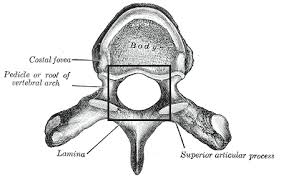 Body
Costal fovea
Pedicle or root of
vertebral arch
Lamina
Superior articular process